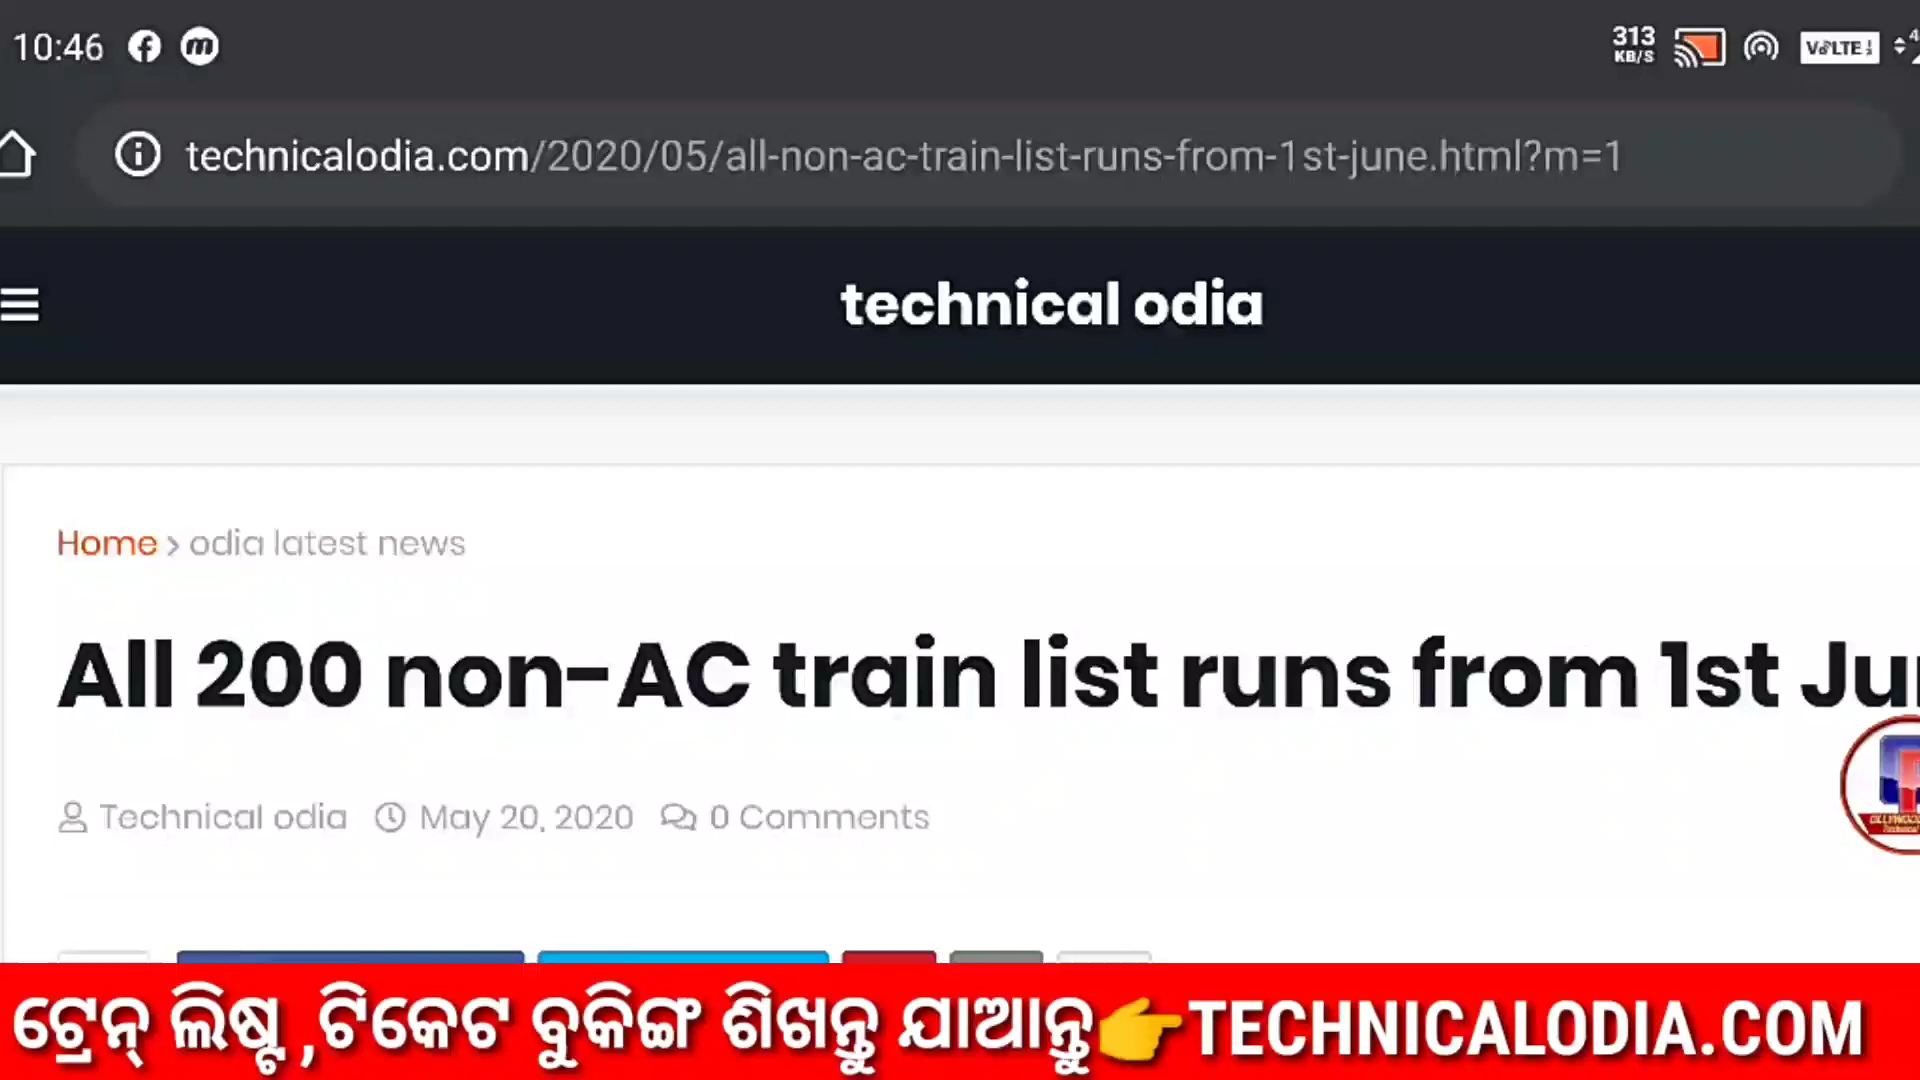 10:46
313
KB/S
VoLTE
technicalodia.com/2020/05/all-non-ac-train-list-runs-from-1st-june.html?m=1
technical odia
Home > odia latest news
All 200 non-AC train list runs from 1st
Technical odia May 20, 2020 0 Comments
ଟ୍ରେନ୍ ଲିଷ୍ଟ ,ଟିକେଟ ବୁକିଙ୍ଗ ଶିଖନ୍ତୁ ଯାଆନ୍ତୁ👉TECHNICALODIA.COM